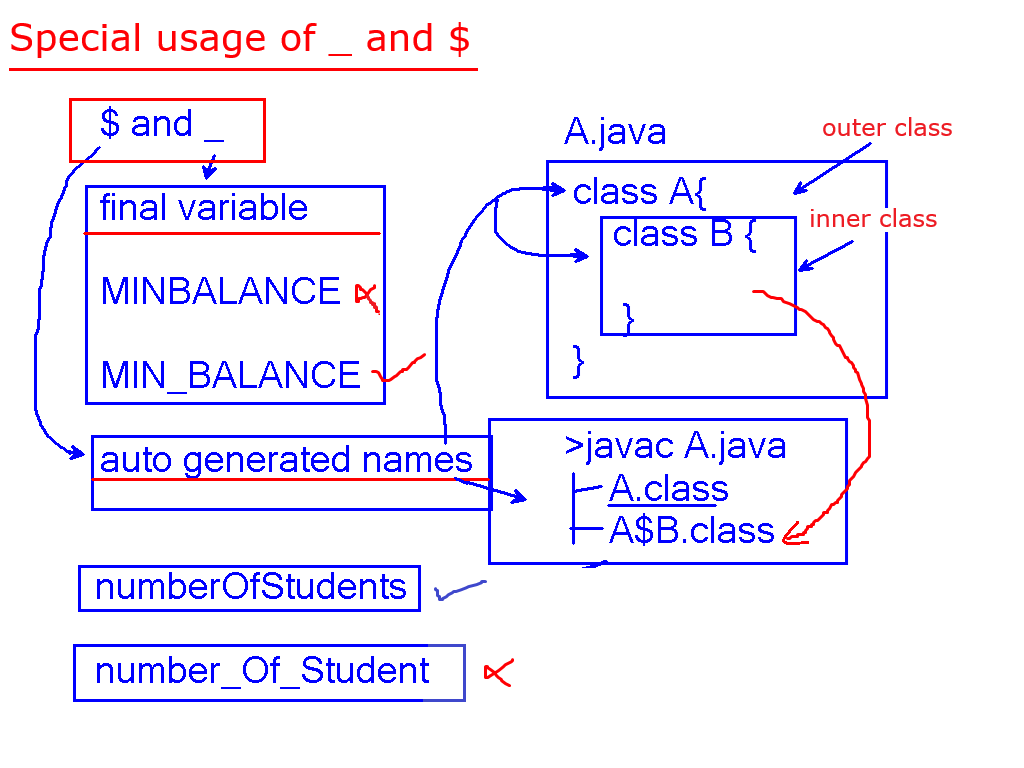 Special usage of _ and $
$ and _
final variable
MINBALANCE
MIN_BALANCE
auto generated names
numberOfStudents
number_Of_Student
A.java
outer class
class A{
inner class
class B {
}
}
>javac A.java
A.class
A$B.class